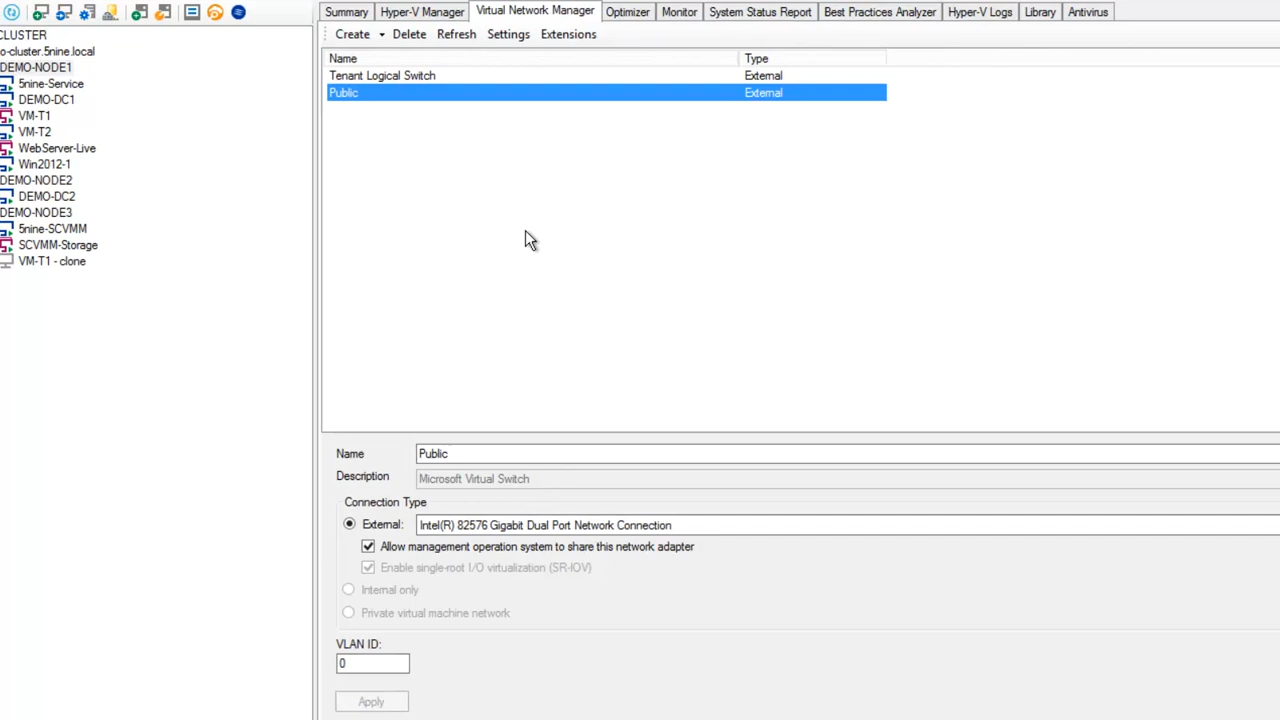 Summary Hyper-V Manager Virtual Network Manager Optimizer Monitor System Status Report Best Practices Analyzer Hyper-V Logs Library Antivirus
CLUSTER
o-cluster.5nine.local
DEMO-NODE1
5nine-Service
DEMO-DC1
VM-T1
VM-T2
WebServer-Live
Win2012-1
DEMO-NODE2
DEMO-DC2
DEMO-NODE3
5nine-SCVMM
SCVMM-Storage
VM-T1 - clone
Create Delete Refresh Settings Extensions
Name Type
Tenant Logical Switch External
Public External
Name Public
Description Microsoft Virtual Switch
Connection Type
External: Intel(R) 82576 Gigabit Dual Port Network Connection
Allow management operation system to share this network adapter
Enable single-root I/O virtualization (SR-IOV)
Internal only
Private virtual machine network
VLAN ID:
0
Apply